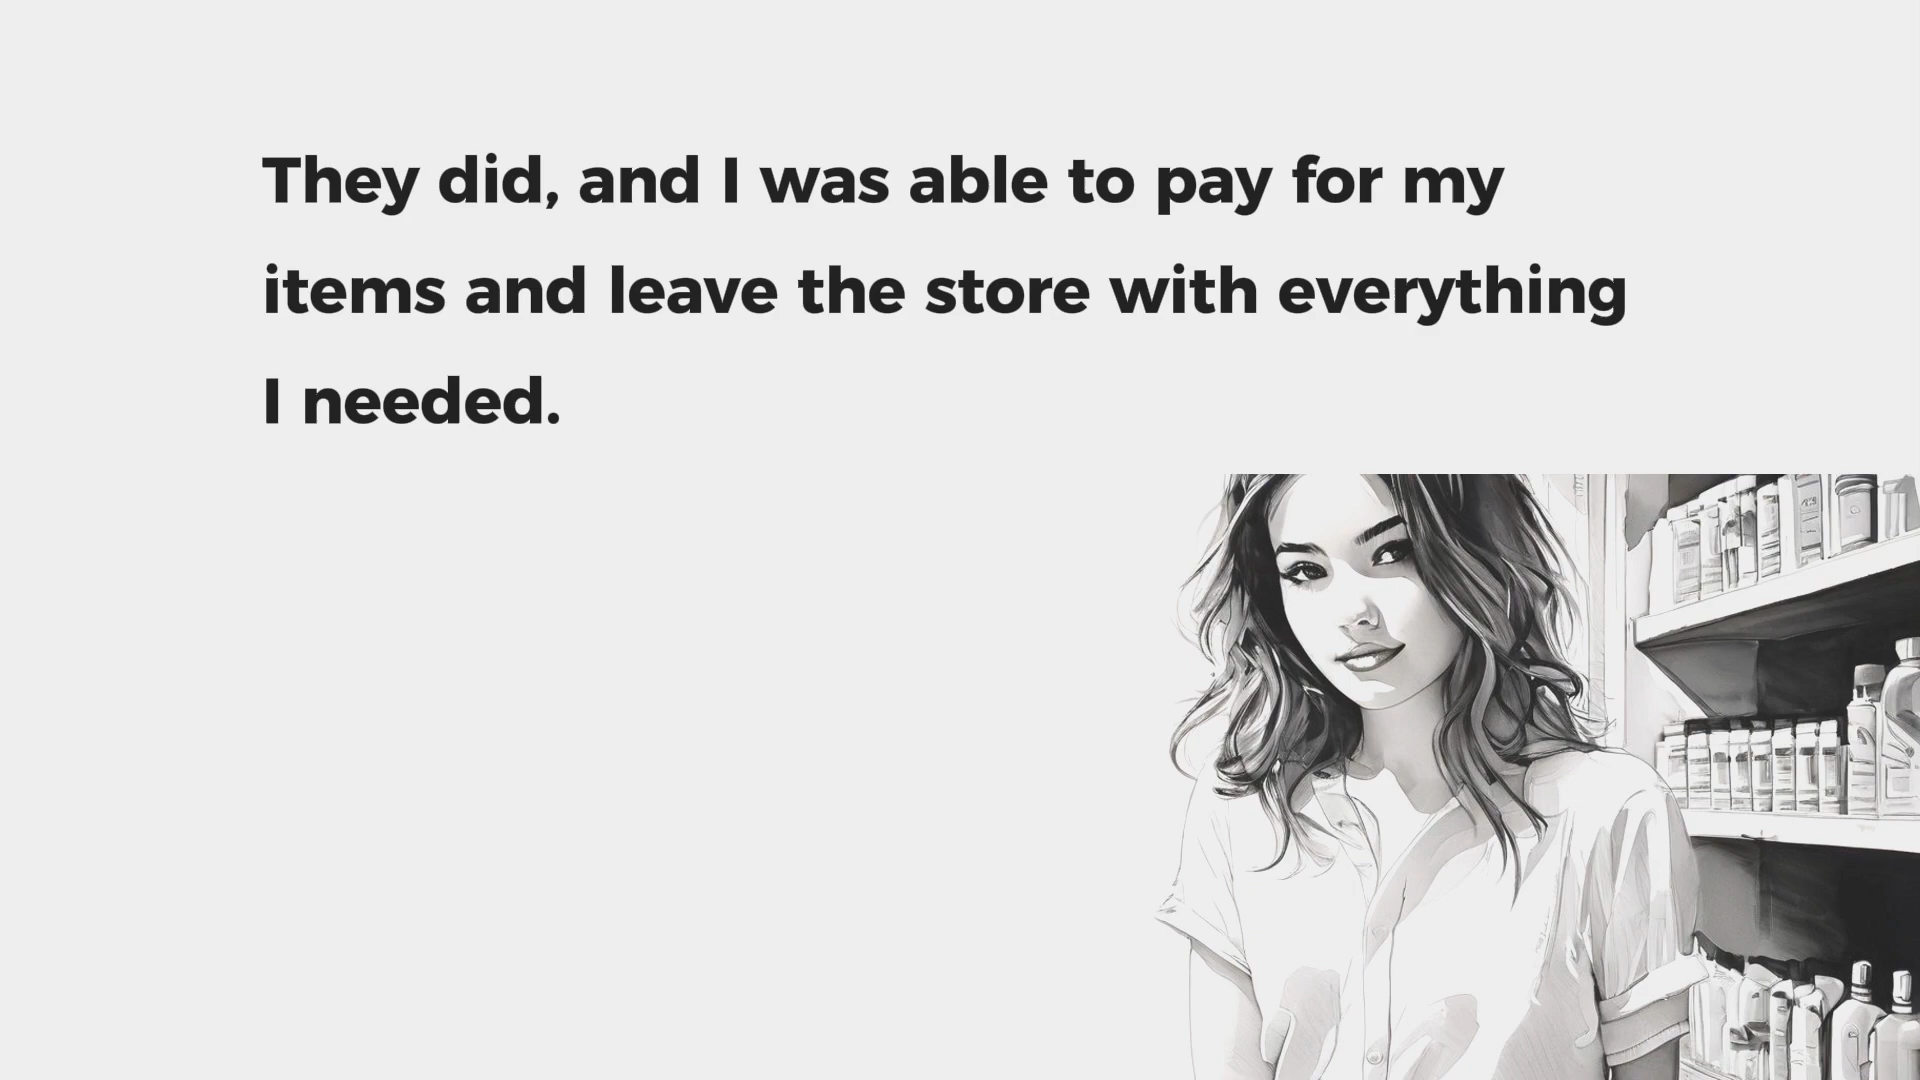 They did, and I was able to pay for my
items and leave the store with everything
I needed.